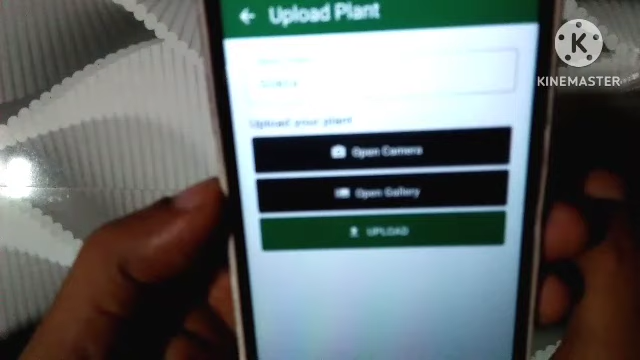 ← Upload Plant
K
KINEMASTER
Upload your plant
Open Camera
Open Gallery
UPLOAD